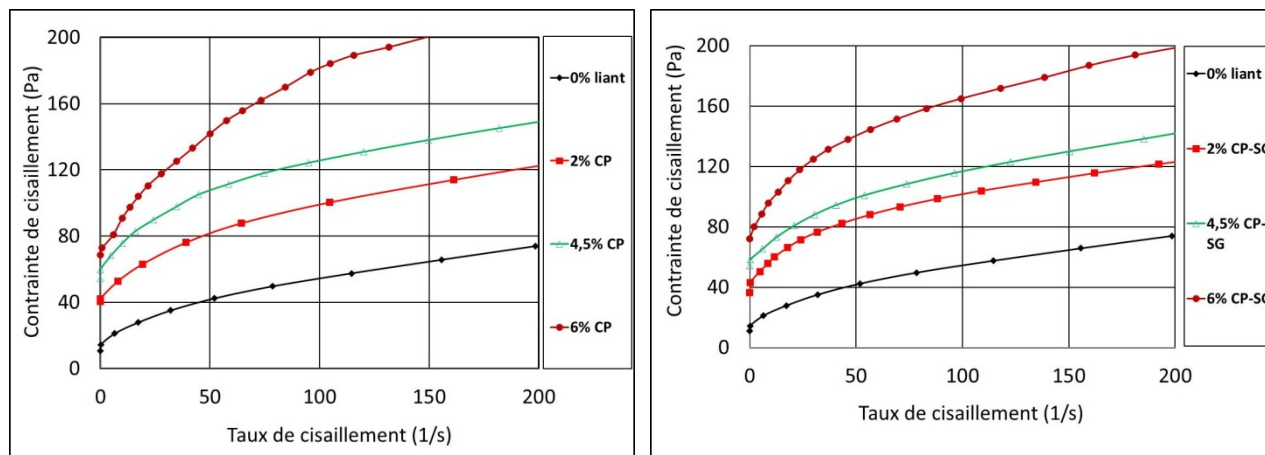 Contrainte de cisaillement (Pa)
200
160
120
80
40
0
0 50 100 150 200
Taux de cisaillement (1/s)
0% liant
2% CP
4,5% CP
6% CP
Contrainte de cisaillement (Pa)
200
160
120
80
40
0
0 50 100 150 200
Taux de cisaillement (1/s)
0% liant
2% CP-SG
4,5% CP-
SG
6% CP-SG